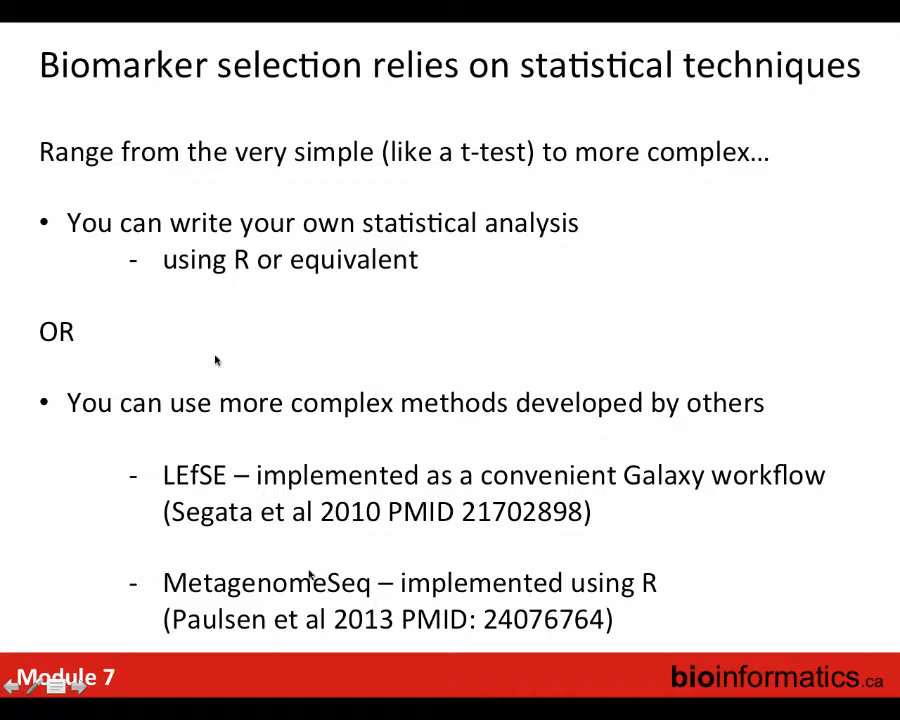 Biomarker selection relies on statistical techniques
Range from the very simple (like a t-test) to more complex…
• You can write your own statistical analysis
- using R or equivalent
OR
• You can use more complex methods developed by others
- LEfSE – implemented as a convenient Galaxy workflow
(Segata et al 2010 PMID 21702898)
- MetagenomeSeq – implemented using R
(Paulsen et al 2013 PMID: 24076764)
Module 7
bioinformatics.ca